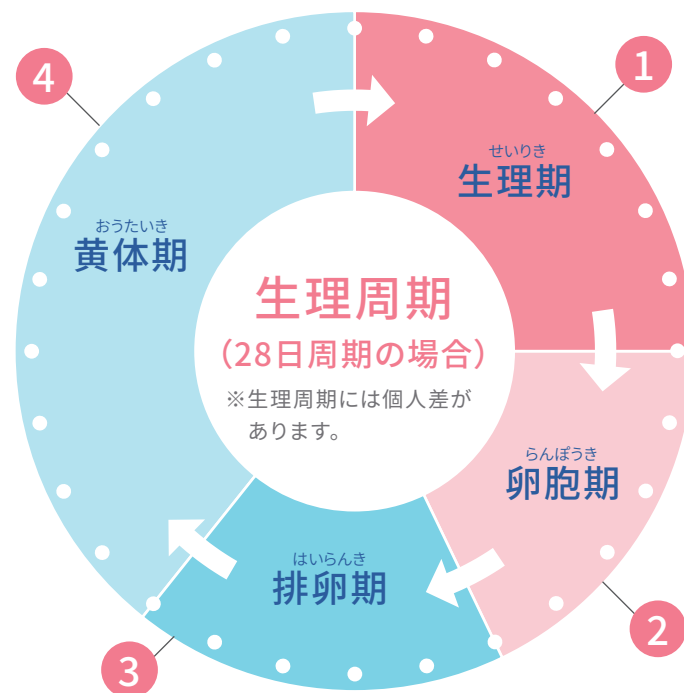 生理周期
（28日周期の場合）
※生理周期には個人差が
あります。
1
せいりき
生理期
2
らんぽうき
卵胞期
3
はいらんき
排卵期
4
おうたいき
黄体期